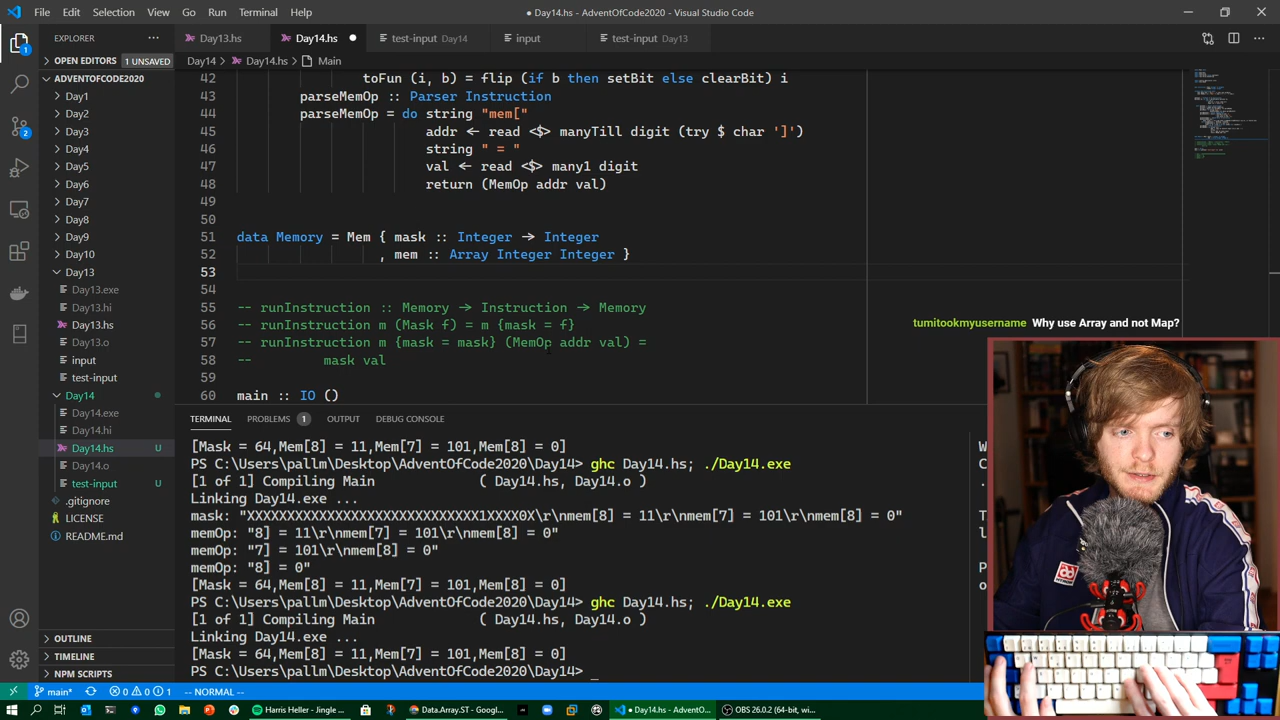 File Edit Selection View Go Run Terminal Help
● Day14.hs - AdventOfCode2020 - Visual Studio Code
EXPLORER
Day13.hs
Day14.hs
test-input Day14
input
test-input Day13
OPEN EDITORS 1 UNSAVED
Day14 > Day14.hs > Main
ADVENTOFCODE2020
Day1
Day2
Day3
Day4
Day5
Day6
Day7
Day8
Day9
Day10
Day13
Day13.exe
Day13.hi
Day13.hs
Day13.o
input
test-input
Day14
Day14.exe
Day14.hi
Day14.hs U
Day14.o
test-input U
.gitignore
LICENSE
README.md
OUTLINE
TIMELINE
NPM SCRIPTS
1
2
42 toFun (i, b) = flip (if b then setBit else clearBit) i
43 parseMemOp :: Parser Instruction
44 parseMemOp = do string "mem["
45 addr ← read <$> manyTill digit (try $ char ']')
46 string " = "
47 val ← read <$> many1 digit
48 return (MemOp addr val)
49
50
51 data Memory = Mem { mask :: Integer → Integer
52 , mem :: Array Integer Integer }
53
54
55 -- runInstruction :: Memory → Instruction → Memory
56 -- runInstruction m (Mask f) = m {mask = f}
57 -- runInstruction m {mask = mask} (MemOp addr val) =
58 -- mask val
59
60 main :: IO ()
tumitookmyusername Why use Array and not Map?
TERMINAL PROBLEMS 1 OUTPUT DEBUG CONSOLE
[Mask = 64,Mem[8] = 11,Mem[7] = 101,Mem[8] = 0]
PS C:\Users\pallm\Desktop\AdventOfCode2020\Day14> ghc Day14.hs; ./Day14.exe
[1 of 1] Compiling Main ( Day14.hs, Day14.o )
Linking Day14.exe ...
mask: "XXXXXXXXXXXXXXXXXXXXXXXXXXXXX1XXXX0X\r\nmem[8] = 11\r\nmem[7] = 101\r\nmem[8] = 0"
memOp: "8] = 11\r\nmem[7] = 101\r\nmem[8] = 0"
memOp: "7] = 101\r\nmem[8] = 0"
memOp: "8] = 0"
[Mask = 64,Mem[8] = 11,Mem[7] = 101,Mem[8] = 0]
PS C:\Users\pallm\Desktop\AdventOfCode2020\Day14> ghc Day14.hs; ./Day14.exe
[1 of 1] Compiling Main ( Day14.hs, Day14.o )
Linking Day14.exe ...
[Mask = 64,Mem[8] = 11,Mem[7] = 101,Mem[8] = 0]
PS C:\Users\pallm\Desktop\AdventOfCode2020\Day14> _
main* 0 0 1 -- NORMAL --
Harris Heller - Jingle ...
Data.Array.ST - Googl...
● Day14.hs - AdventO...
OBS 26.0.2 (64-bit, wi...